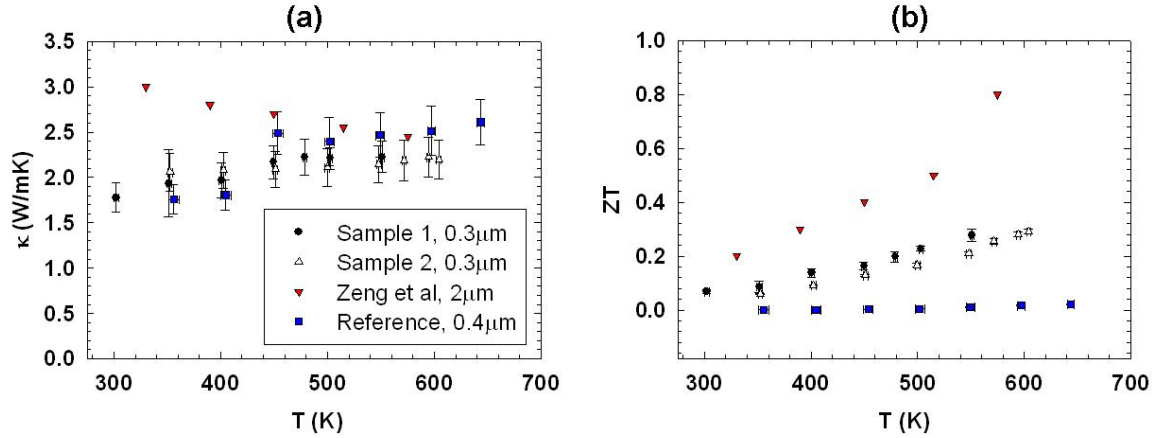 (a)
(b)
3.5
3.0
2.5
2.0
1.5
1.0
0.5
0.0
κ (W/mK)
Sample 1, 0.3μm
Sample 2, 0.3μm
Zeng et al, 2μm
Reference, 0.4μm
300 400 500 600 700
T (K)
1.0
0.8
0.6
0.4
0.2
0.0
ZT
300 400 500 600 700
T (K)